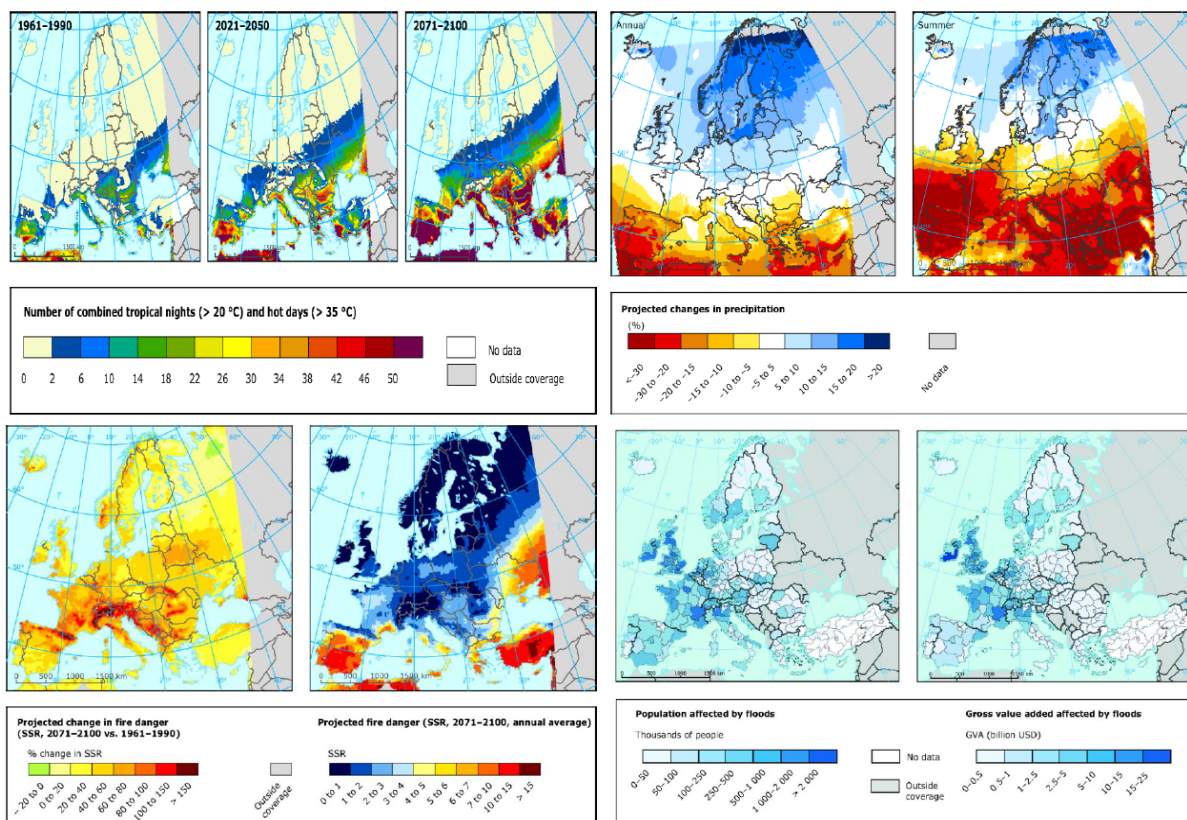 1961–1990
2021–2050
2071–2100
1500 km
Number of combined tropical nights (> 20 °C) and hot days (> 35 °C)
0 2 6 10 14 18 22 26 30 34 38 42 46 50
No data
Outside coverage
Annual
Summer
Projected changes in precipitation
(%)
<–30
–30 to –20
–20 to –15
–15 to –10
–10 to –5
–5 to 5
5 to 10
10 to 15
15 to 20
>20
No data
0 500 1000 1500 km
0 500 1000 1500 km
Projected change in fire danger
(SSR, 2071–2100 vs. 1961–1990)
% change in SSR
– 20 to 0
0 to 20
20 to 40
40 to 60
60 to 80
80 to 100
100 to 150
> 150
Outside
coverage
Projected fire danger (SSR, 2071–2100, annual average)
SSR
0 to 1
1 to 2
2 to 3
3 to 4
4 to 5
5 to 6
6 to 7
7 to 10
10 to 15
> 15
Population affected by floods
Thousands of people
0–50
50–100
100–250
250–500
500–1 000
1 000–2 000
> 2 000
No data
Outside
coverage
Gross value added affected by floods
GVA (billion USD)
0–0.5
0.5–1
1–2.5
2.5–5
5–10
10–15
15–25